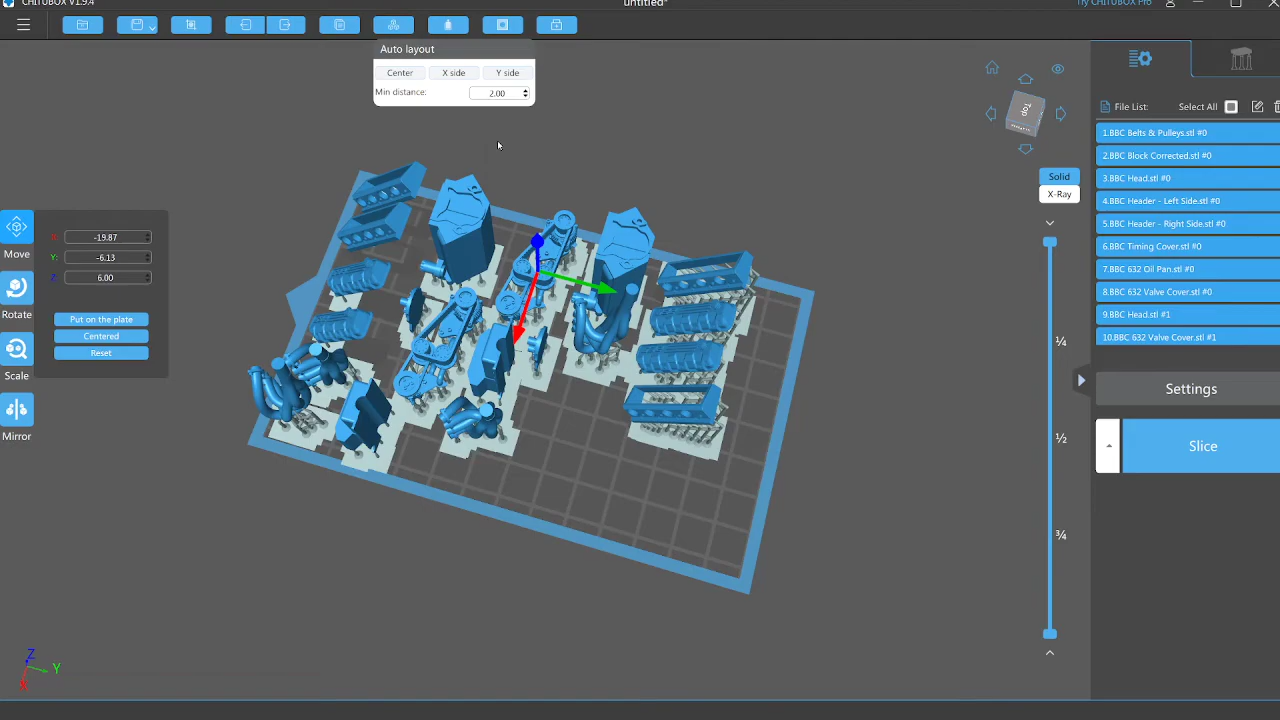 CHITUBOX V1.9.4
untitled*
Try CHITUBOX Pro
Auto layout
Center
X side
Y side
Min distance:
2.00
Top
File List:
Select All
1.BBC Belts & Pulleys.stl #0
2.BBC Block Corrected.stl #0
3.BBC Head.stl #0
4.BBC Header - Left Side.stl #0
5.BBC Header - Right Side.stl #0
6.BBC Timing Cover.stl #0
7.BBC 632 Oil Pan.stl #0
8.BBC 632 Valve Cover.stl #0
9.BBC Head.stl #1
10.BBC 632 Valve Cover.stl #1
Solid
X-Ray
Move
X: -19.87
Y: -6.13
Z: 6.00
Put on the plate
Centered
Reset
Rotate
Scale
Mirror
¼
½
¾
Settings
Slice
Z
Y
X